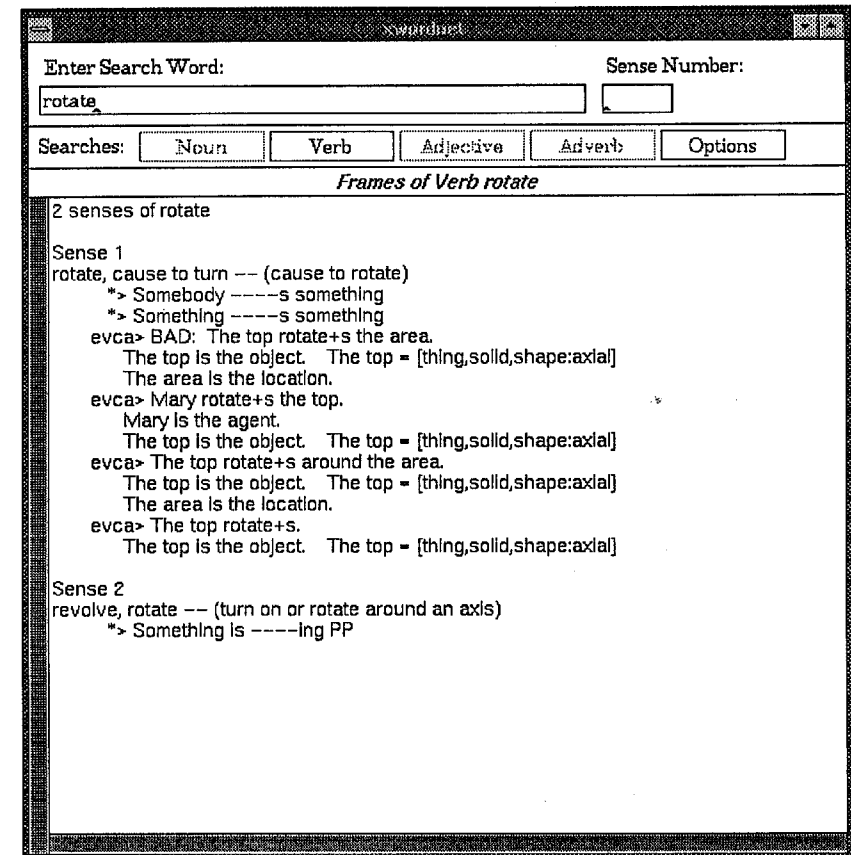 xwordnet
Enter Search Word: Sense Number:
rotate
Searches: Noun Verb Adjective Adverb Options
Frames of Verb rotate
2 senses of rotate
Sense 1
rotate, cause to turn -- (cause to rotate)
*> Somebody ----s something
*> Something ----s something
evca> BAD: The top rotate+s the area.
The top is the object. The top = [thing,solid,shape:axial]
The area is the location.
evca> Mary rotate+s the top.
Mary is the agent.
The top is the object. The top = [thing,solid,shape:axial]
evca> The top rotate+s around the area.
The top is the object. The top = [thing,solid,shape:axial]
The area is the location.
evca> The top rotate+s.
The top is the object. The top = [thing,solid,shape:axial]
Sense 2
revolve, rotate -- (turn on or rotate around an axis)
*> Something is ----ing PP